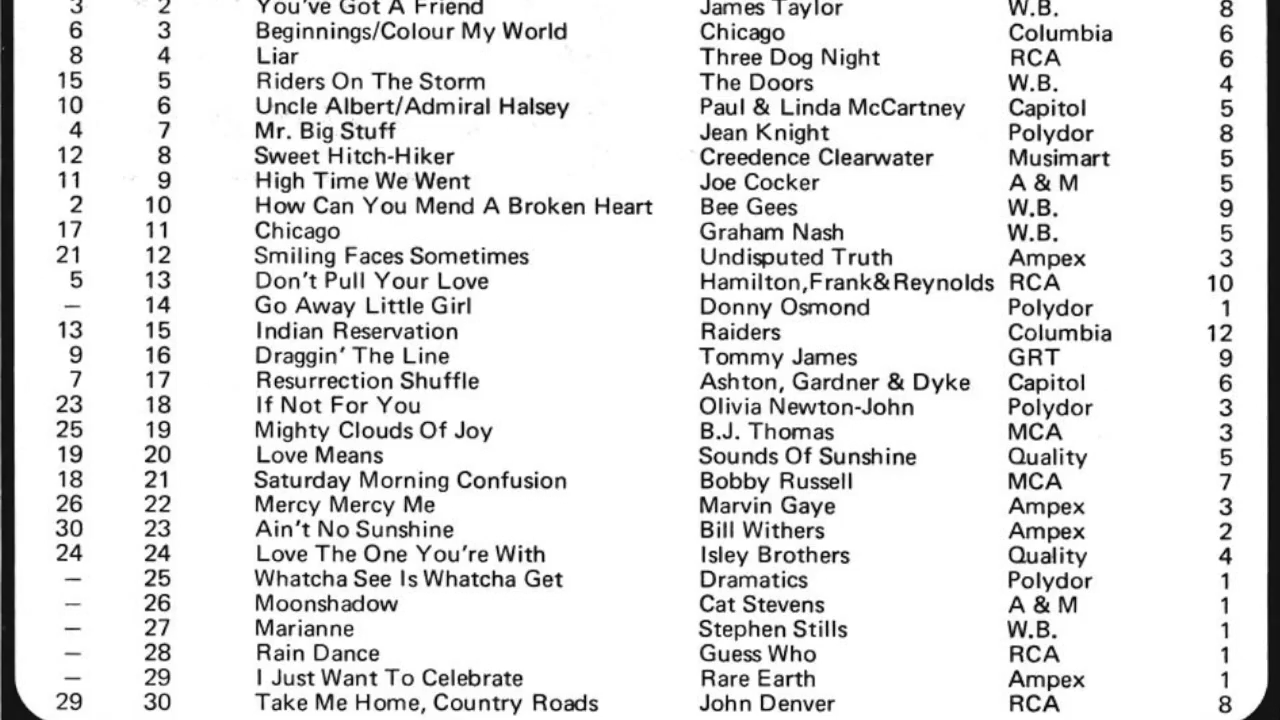 3 2 You've Got A Friend James Taylor W.B. 8
6 3 Beginnings/Colour My World Chicago Columbia 6
8 4 Liar Three Dog Night RCA 6
15 5 Riders On The Storm The Doors W.B. 4
10 6 Uncle Albert/Admiral Halsey Paul & Linda McCartney Capitol 5
4 7 Mr. Big Stuff Jean Knight Polydor 8
12 8 Sweet Hitch-Hiker Creedence Clearwater Musimart 5
11 9 High Time We Went Joe Cocker A & M 5
2 10 How Can You Mend A Broken Heart Bee Gees W.B. 9
17 11 Chicago Graham Nash W.B. 5
21 12 Smiling Faces Sometimes Undisputed Truth Ampex 3
5 13 Don't Pull Your Love Hamilton,Frank&Reynolds RCA 10
— 14 Go Away Little Girl Donny Osmond Polydor 1
13 15 Indian Reservation Raiders Columbia 12
9 16 Draggin' The Line Tommy James GRT 9
7 17 Resurrection Shuffle Ashton, Gardner & Dyke Capitol 6
23 18 If Not For You Olivia Newton-John Polydor 3
25 19 Mighty Clouds Of Joy B.J. Thomas MCA 3
19 20 Love Means Sounds Of Sunshine Quality 5
18 21 Saturday Morning Confusion Bobby Russell MCA 7
26 22 Mercy Mercy Me Marvin Gaye Ampex 3
30 23 Ain't No Sunshine Bill Withers Ampex 2
24 24 Love The One You're With Isley Brothers Quality 4
— 25 Whatcha See Is Whatcha Get Dramatics Polydor 1
— 26 Moonshadow Cat Stevens A & M 1
— 27 Marianne Stephen Stills W.B. 1
— 28 Rain Dance Guess Who RCA 1
— 29 I Just Want To Celebrate Rare Earth Ampex 1
29 30 Take Me Home, Country Roads John Denver RCA 8